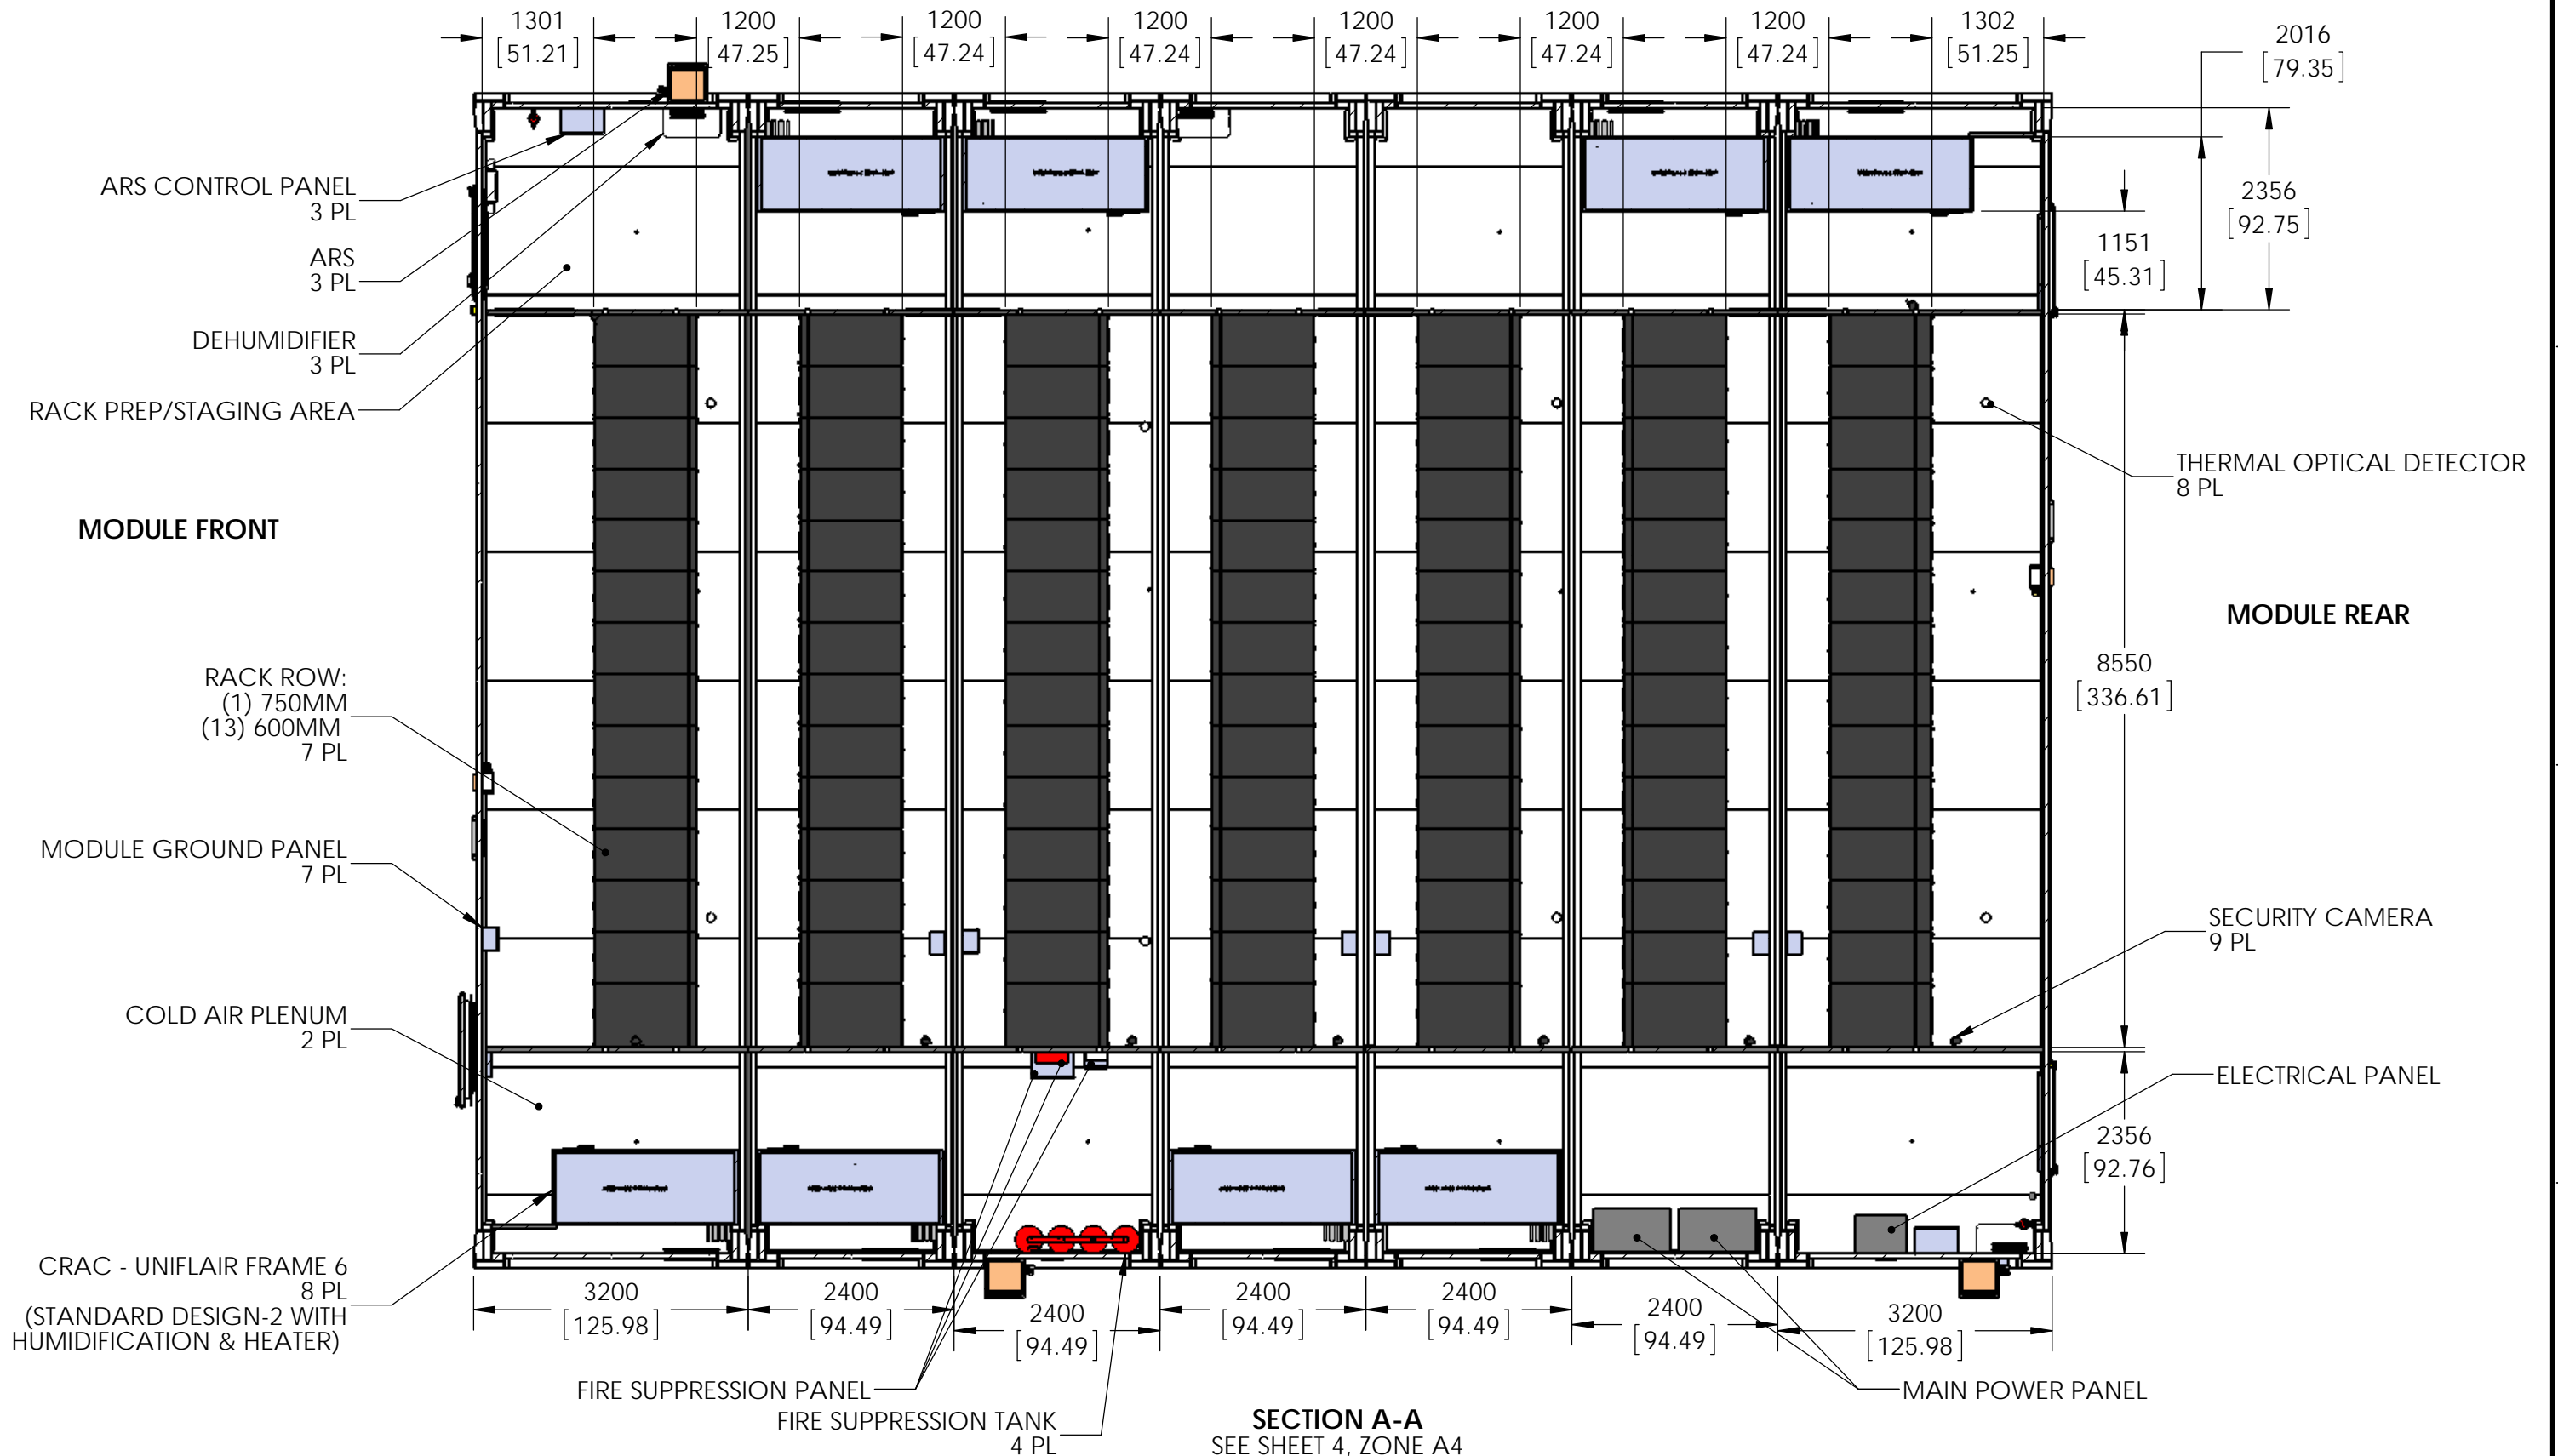 1301
[51.21]
1200
[47.25]
1200
[47.24]
1200
[47.24]
1200
[47.24]
1200
[47.24]
1200
[47.24]
1302
[51.25]
2016
[79.35]
2356
[92.75]
1151
[45.31]
ARS CONTROL PANEL
3 PL
ARS
3 PL
DEHUMIDIFIER
3 PL
RACK PREP/STAGING AREA
THERMAL OPTICAL DETECTOR
8 PL
MODULE FRONT
MODULE REAR
RACK ROW:
(1) 750MM
(13) 600MM
7 PL
8550
[336.61]
MODULE GROUND PANEL
7 PL
SECURITY CAMERA
9 PL
COLD AIR PLENUM
2 PL
ELECTRICAL PANEL
2356
[92.76]
CRAC - UNIFLAIR FRAME 6
8 PL
(STANDARD DESIGN-2 WITH
HUMIDIFICATION & HEATER)
3200
[125.98]
2400
[94.49]
2400
[94.49]
2400
[94.49]
2400
[94.49]
2400
[94.49]
3200
[125.98]
FIRE SUPPRESSION PANEL
MAIN POWER PANEL
FIRE SUPPRESSION TANK
4 PL
SECTION A-A
SEE SHEET 4, ZONE A4